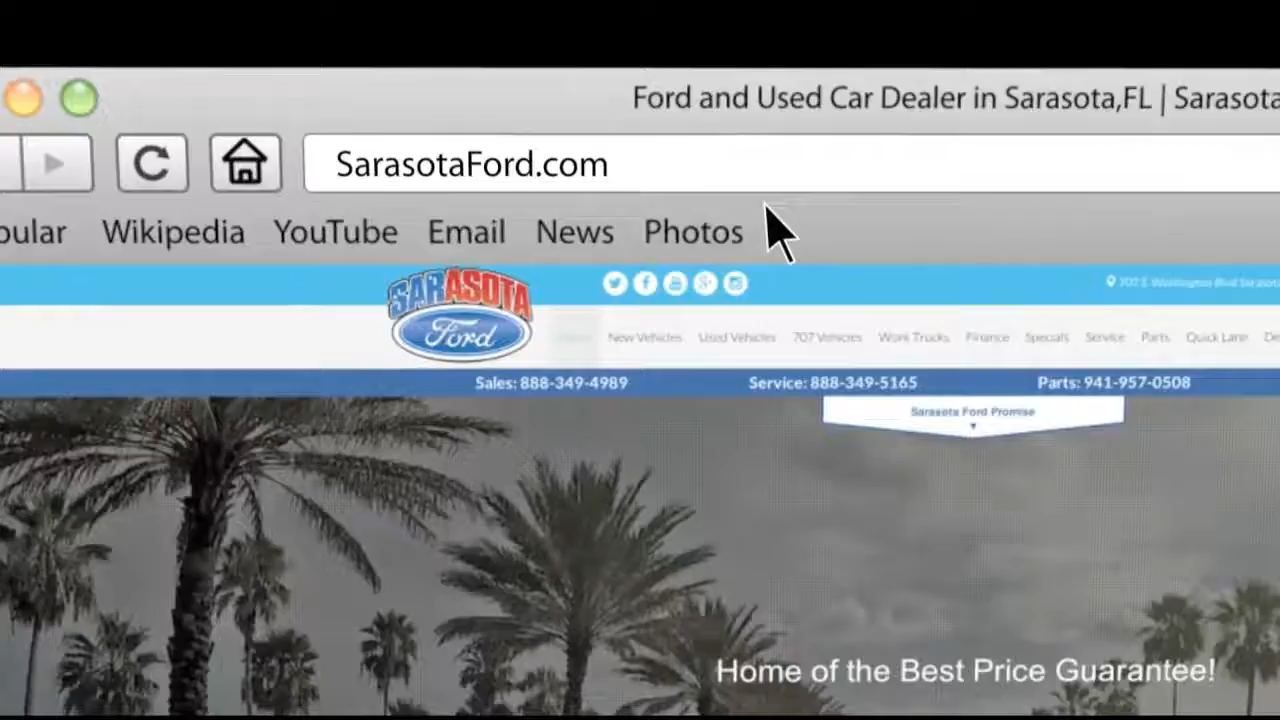 Ford and Used Car Dealer in Sarasota,FL | Sarasota
SarasotaFord.com
pular Wikipedia YouTube Email News Photos
SARASOTA
Ford
New Vehicles Used Vehicles 707 Vehicles Work Trucks Finance Specials Service Parts Quick Lane
Sales: 888-349-4989 Service: 888-349-5165 Parts: 941-957-0508
Sarasota Ford Promise
Home of the Best Price Guarantee!